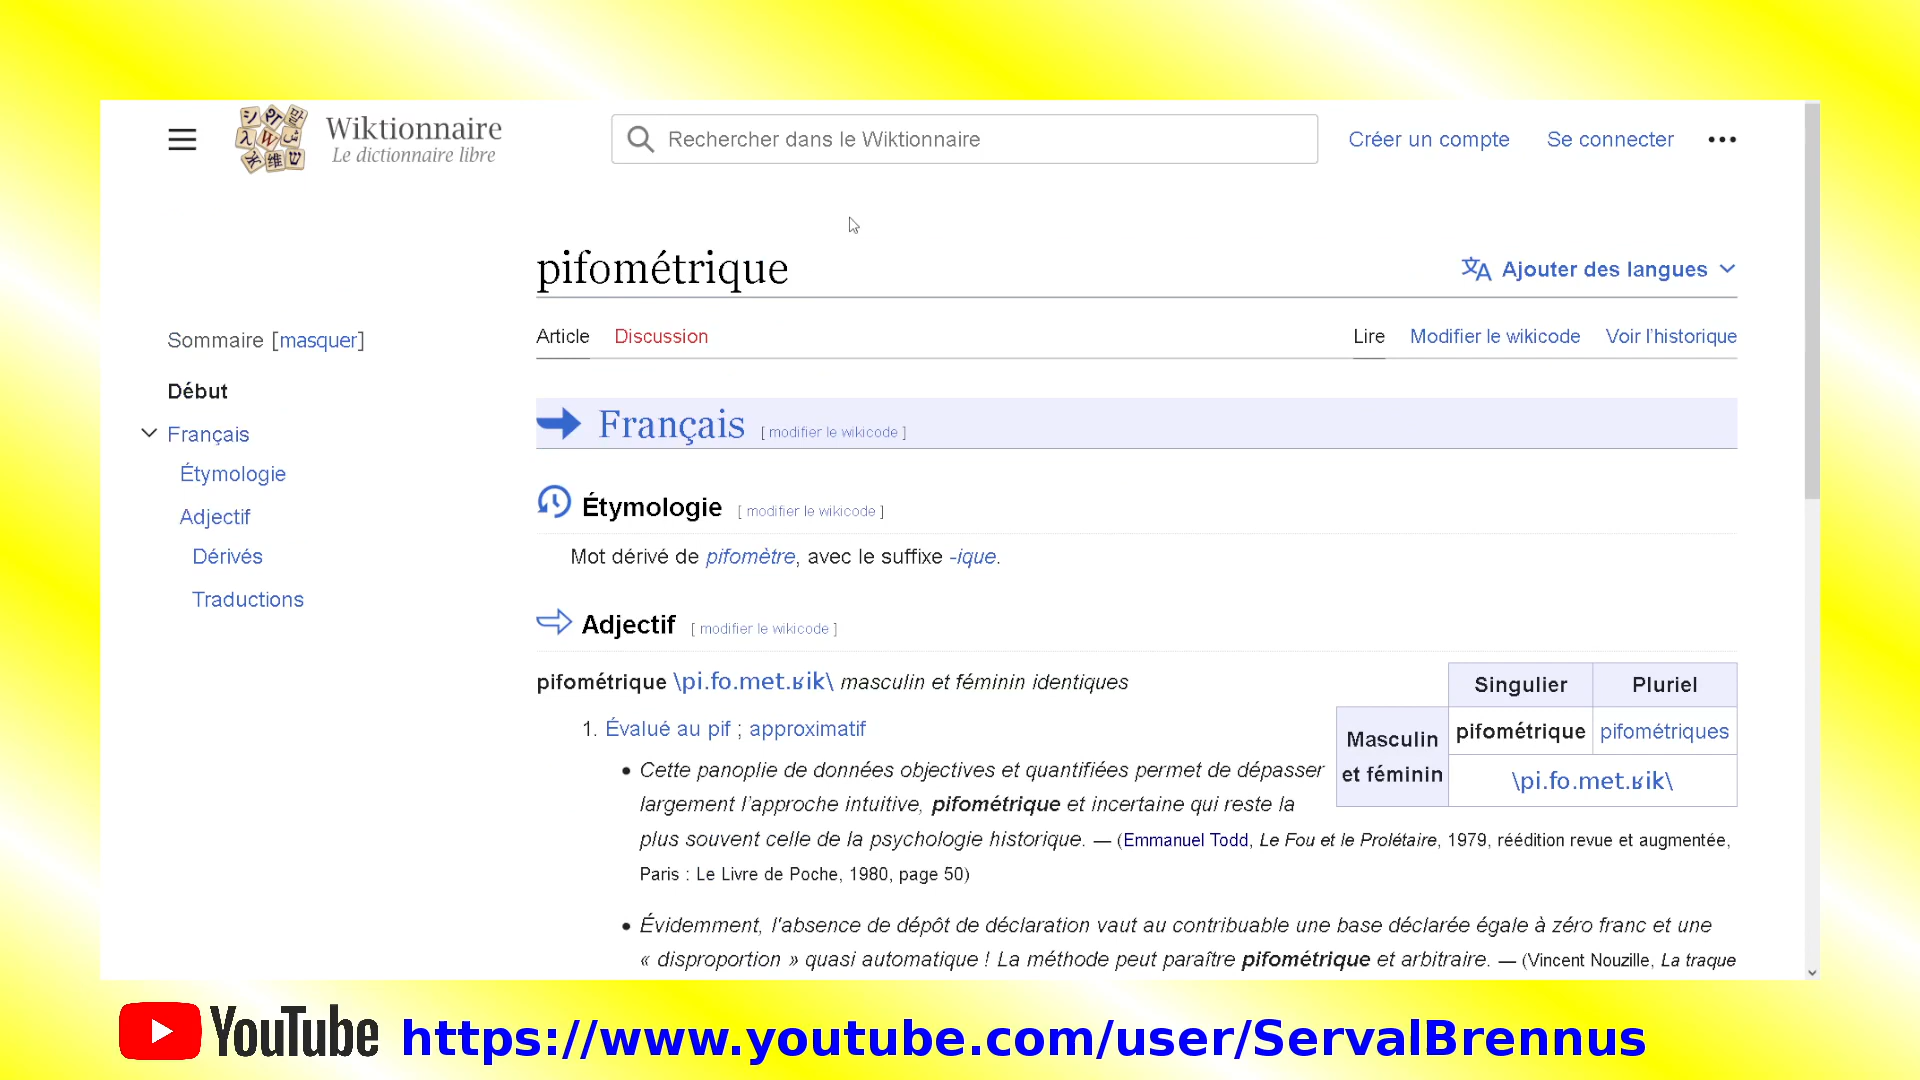 Wiktionnaire
Le dictionnaire libre
Rechercher dans le Wiktionnaire
Créer un compte
Se connecter
pifométrique
Ajouter des langues
Sommaire [masquer]
Article
Discussion
Lire
Modifier le wikicode
Voir l’historique
Début
Français
Étymologie
Adjectif
Dérivés
Traductions
Français [ modifier le wikicode ]
Étymologie [ modifier le wikicode ]
Mot dérivé de pifomètre, avec le suffixe -ique.
Adjectif [ modifier le wikicode ]
pifométrique \pi.fo.met.ʁik\ masculin et féminin identiques
Singulier Pluriel
Masculin et féminin
pifométrique pifométriques
\pi.fo.met.ʁik\
1. Évalué au pif ; approximatif
• Cette panoplie de données objectives et quantifiées permet de dépasser
largement l’approche intuitive, pifométrique et incertaine qui reste la
plus souvent celle de la psychologie historique. — (Emmanuel Todd, Le Fou et le Prolétaire, 1979, réédition revue et augmentée,
Paris : Le Livre de Poche, 1980, page 50)
• Évidemment, l'absence de dépôt de déclaration vaut au contribuable une base déclarée égale à zéro franc et une
« disproportion » quasi automatique ! La méthode peut paraître pifométrique et arbitraire. — (Vincent Nouzille, La traque
YouTube https://www.youtube.com/user/ServalBrennus